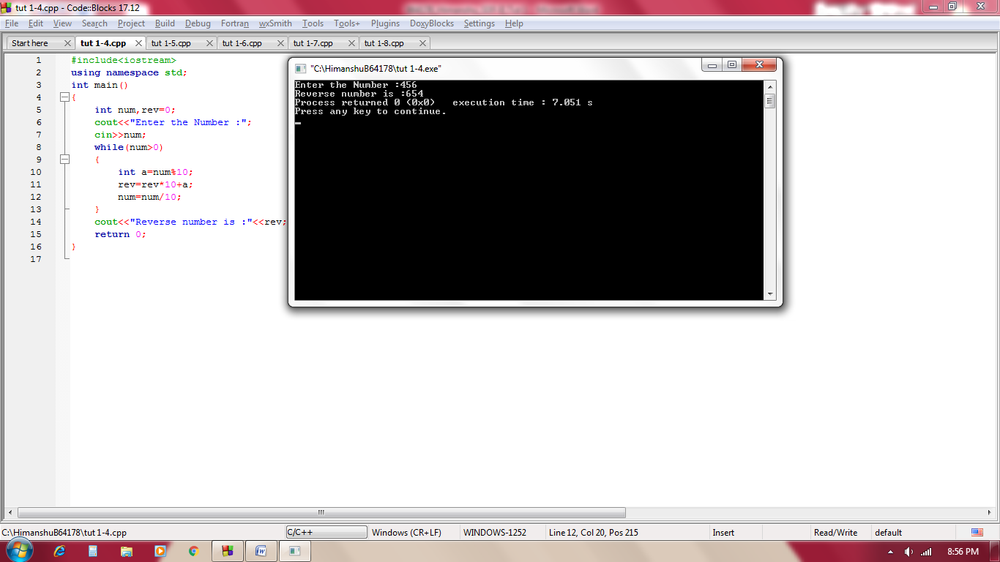 tut 1-4.cpp - Code::Blocks 17.12
File Edit View Search Project Build Debug Fortran wxSmith Tools Tools+ Plugins DoxyBlocks Settings Help
Start here tut 1-4.cpp tut 1-5.cpp tut 1-6.cpp tut 1-7.cpp tut 1-8.cpp
1 #include<iostream>
2 using namespace std;
3 int main()
4 {
5 int num,rev=0;
6 cout<<"Enter the Number :";
7 cin>>num;
8 while(num>0)
9 {
10 int a=num%10;
11 rev=rev*10+a;
12 num=num/10;
13 }
14 cout<<"Reverse number is :"<<rev;
15 return 0;
16 }
17
"C:\HimanshuB64178\tut 1-4.exe"
Enter the Number :456
Reverse number is :654
Process returned 0 (0x0)   execution time : 7.051 s
Press any key to continue.
C:\HimanshuB64178\tut 1-4.cpp C/C++ Windows (CR+LF) WINDOWS-1252 Line 12, Col 20, Pos 215 Insert Read/Write default
8:56 PM